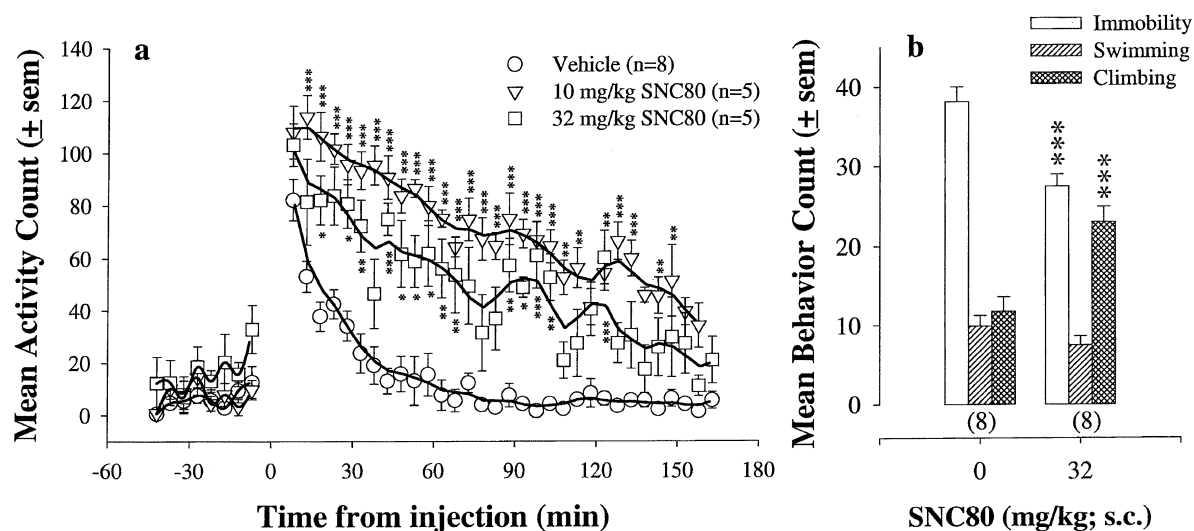 a
Mean Activity Count (± sem)
140
120
100
80
60
40
20
0
-60
-30
0
30
60
90
120
150
180
Time from injection (min)
Vehicle (n=8)
10 mg/kg SNC80 (n=5)
32 mg/kg SNC80 (n=5)
b
Immobility
Swimming
Climbing
Mean Behavior Count (± sem)
40
30
20
10
0
***
***
(8)
(8)
0
32
SNC80 (mg/kg; s.c.)